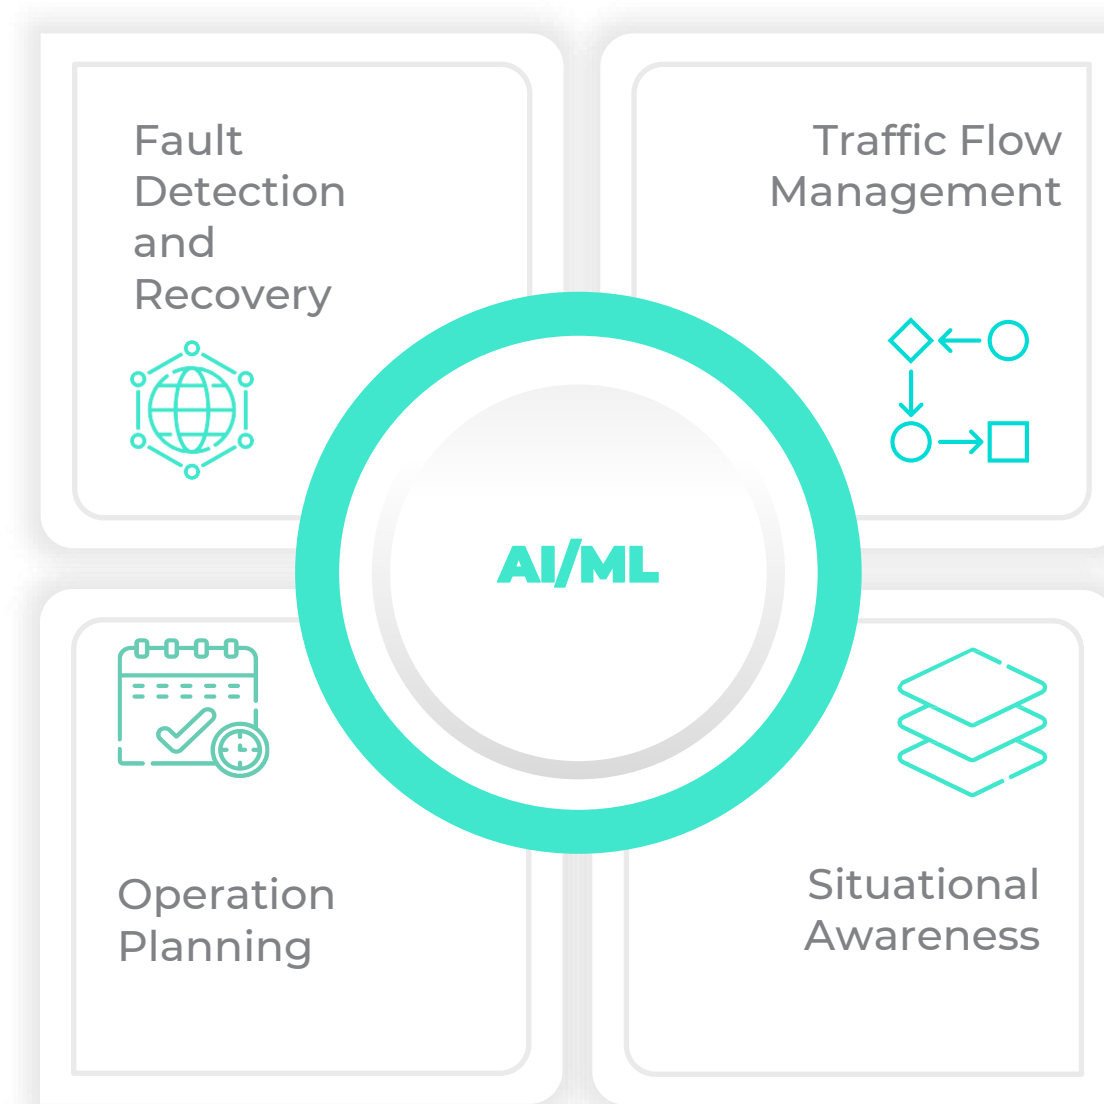 Fault
Detection
and
Recovery
Traffic Flow
Management
AI/ML
Operation
Planning
Situational
Awareness